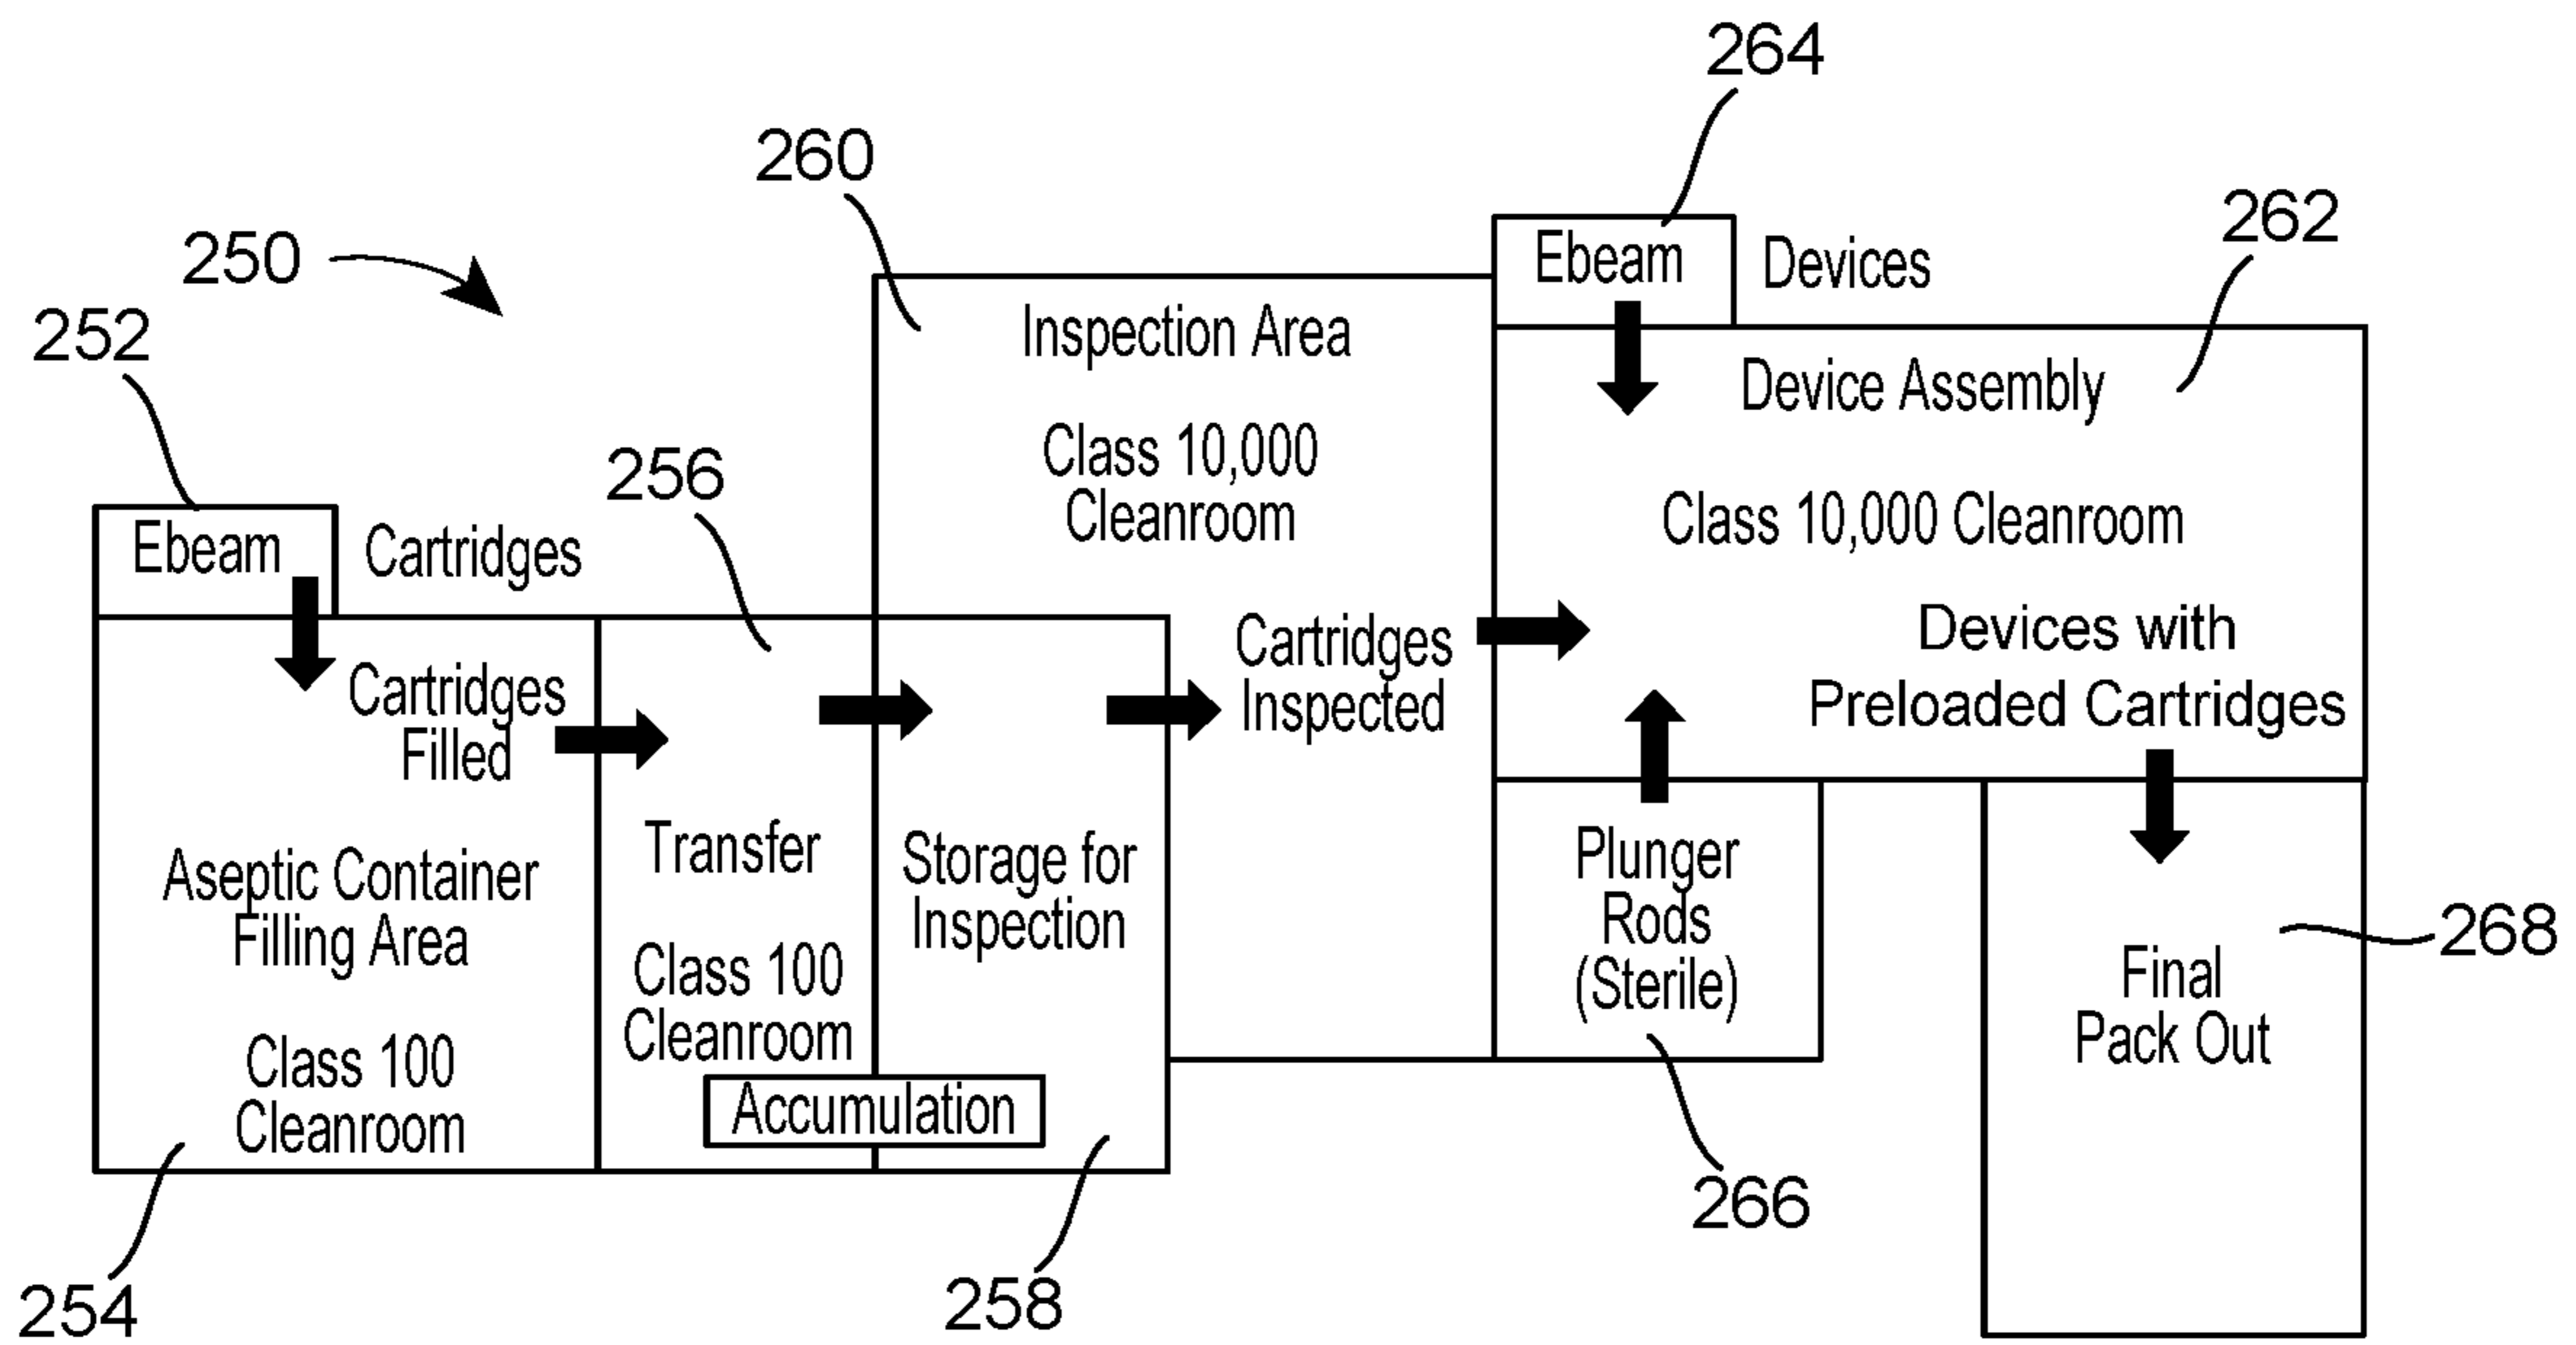 264
260
262
250
Ebeam
Devices
252
Inspection Area
Device Assembly
Class 10,000
Cleanroom
Class 10,000 Cleanroom
256
Ebeam
Cartridges
Cartridges
Filled
Cartridges
Inspected
Devices with
Preloaded Cartridges
Aseptic Container
Filling Area
Class 100
Cleanroom
Transfer
Class 100
Cleanroom
Storage for
Inspection
Accumulation
Plunger
Rods
(Sterile)
Final
Pack Out
268
266
254
258